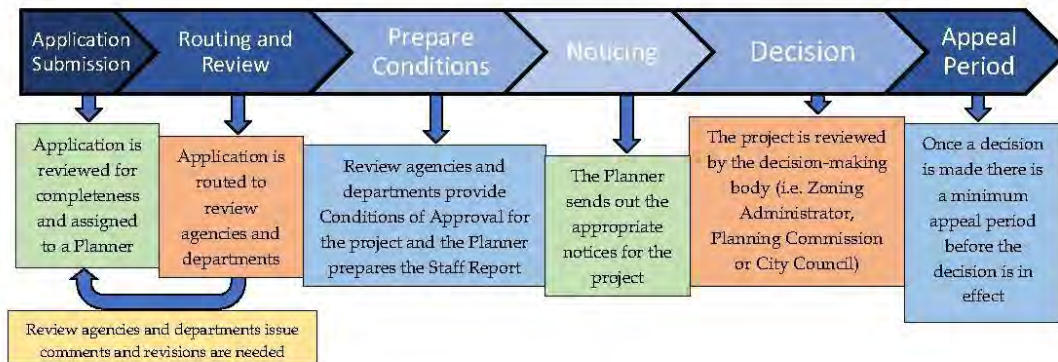 Application
Submission
Routing and
Review
Prepare
Conditions
Noticing
Decision
Appeal
Period
Application is
reviewed for
completeness
and assigned
to a Planner
Application is
routed to
review
agencies and
departments
Review agencies and
departments provide
Conditions of Approval for
the project and the Planner
prepares the Staff Report
The Planner
sends out the
appropriate
notices for the
project
The project is reviewed
by the decision-making
body (i.e. Zoning
Administrator,
Planning Commission
or City Council)
Once a decision
is made there is
a minimum
appeal period
before the
decision is in
effect
Review agencies and departments issue
comments and revisions are needed